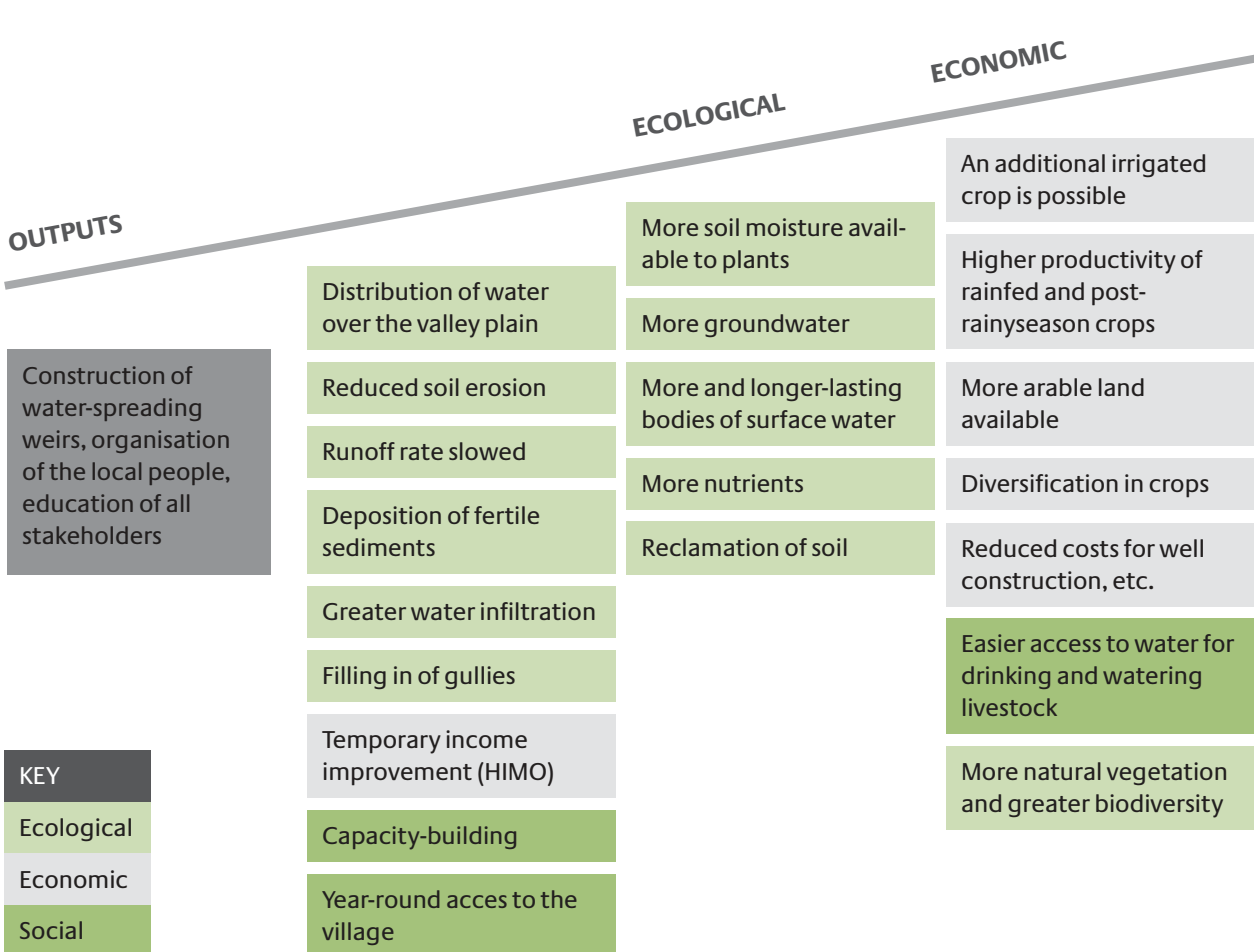 OUTPUTS
ECOLOGICAL
ECONOMIC
Construction of
water-spreading
weirs, organisation
of the local people,
education of all
stakeholders
Distribution of water
over the valley plain
Reduced soil erosion
Runoff rate slowed
Deposition of fertile
sediments
Greater water infiltration
Filling in of gullies
Temporary income
improvement (HIMO)
Capacity-building
Year-round acces to the
village
More soil moisture avail-
able to plants
More groundwater
More and longer-lasting
bodies of surface water
More nutrients
Reclamation of soil
An additional irrigated
crop is possible
Higher productivity of
rainfed and post-
rainyseason crops
More arable land
available
Diversification in crops
Reduced costs for well
construction, etc.
Easier access to water for
drinking and watering
livestock
More natural vegetation
and greater biodiversity
KEY
Ecological
Economic
Social